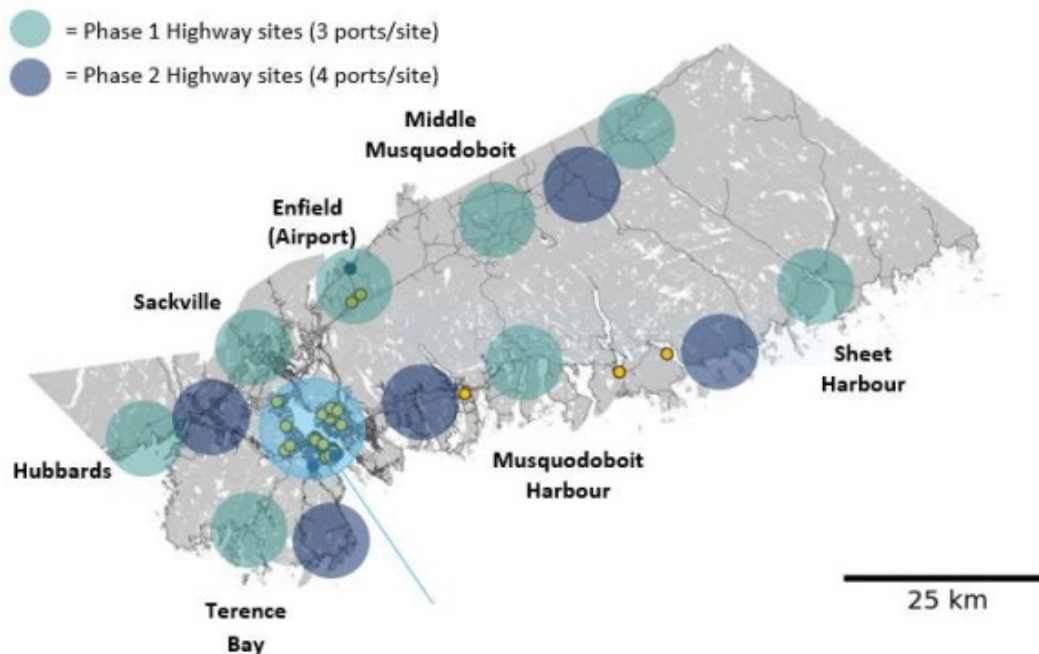 = Phase 1 Highway sites (3 ports/site)
= Phase 2 Highway sites (4 ports/site)
Middle
Musquodoboit
Enfield
(Airport)
Sackville
Sheet
Harbour
Hubbards
Musquodoboit
Harbour
25 km
Terence
Bay